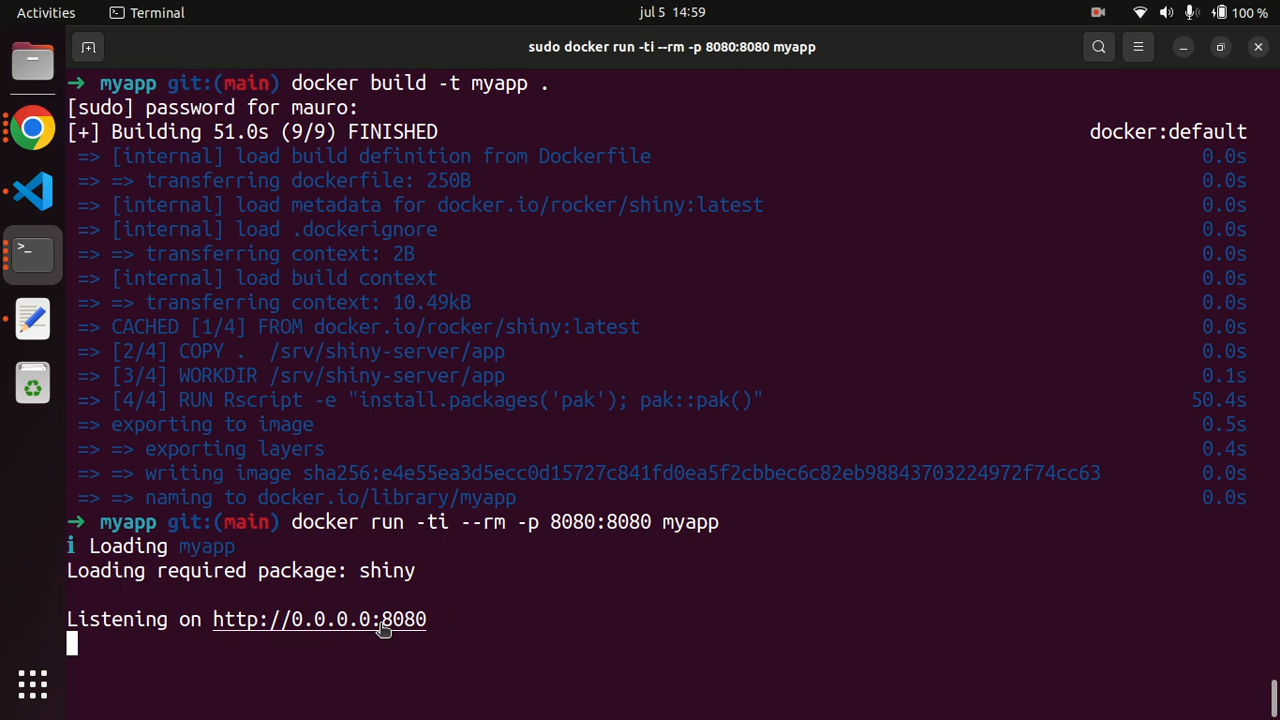 Activities Terminal jul 5 14:59 100 %
sudo docker run -ti --rm -p 8080:8080 myapp
→ myapp git:(main) docker build -t myapp .
[sudo] password for mauro:
[+] Building 51.0s (9/9) FINISHED docker:default
=> [internal] load build definition from Dockerfile 0.0s
=> => transferring dockerfile: 250B 0.0s
=> [internal] load metadata for docker.io/rocker/shiny:latest 0.0s
=> [internal] load .dockerignore 0.0s
=> => transferring context: 2B 0.0s
=> [internal] load build context 0.0s
=> => transferring context: 10.49kB 0.0s
=> CACHED [1/4] FROM docker.io/rocker/shiny:latest 0.0s
=> [2/4] COPY . /srv/shiny-server/app 0.0s
=> [3/4] WORKDIR /srv/shiny-server/app 0.1s
=> [4/4] RUN Rscript -e "install.packages('pak'); pak::pak()" 50.4s
=> exporting to image 0.5s
=> => exporting layers 0.4s
=> => writing image sha256:e4e55ea3d5ecc0d15727c841fd0ea5f2cbbec6c82eb98843703224972f74cc63 0.0s
=> => naming to docker.io/library/myapp 0.0s
→ myapp git:(main) docker run -ti --rm -p 8080:8080 myapp
ℹ Loading myapp
Loading required package: shiny
Listening on http://0.0.0.0:8080